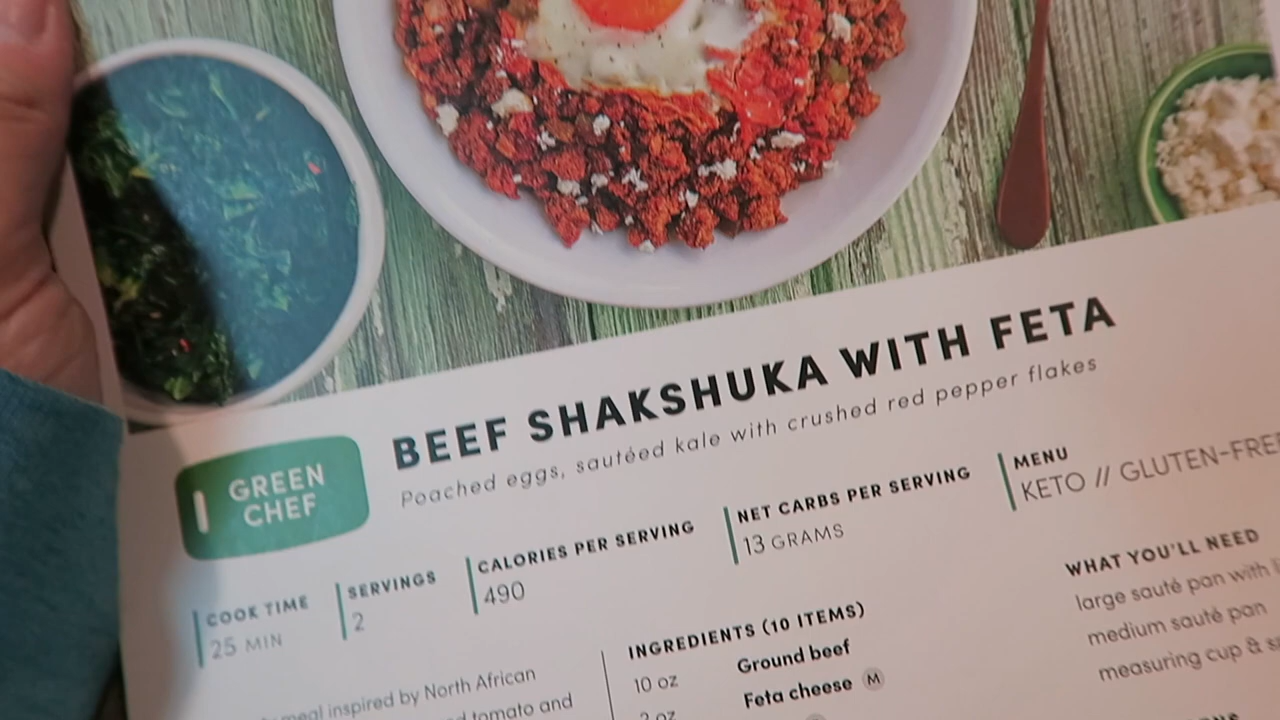 BEEF SHAKSHUKA WITH FETA
Poached eggs, sautéed kale with crushed red pepper flakes
GREEN
CHEF
COOK TIME
25 MIN
SERVINGS
2
CALORIES PER SERVING
490
NET CARBS PER SERVING
13 GRAMS
MENU
KETO // GLUTEN-FREE
meal inspired by North African
tomato and
INGREDIENTS (10 ITEMS)
10 oz Ground beef
2 oz Feta cheese M
WHAT YOU'LL NEED
large sauté pan with
medium sauté pan
measuring cup &